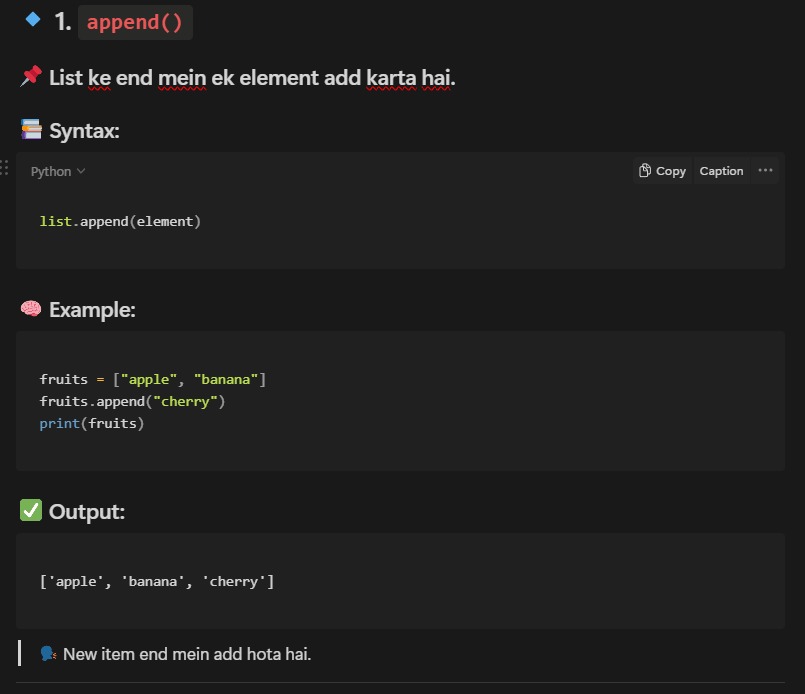 🔹 1. append()
📌 List ke end mein ek element add karta hai.
📚 Syntax:
Python
Copy Caption ···
list.append(element)
🧠 Example:
fruits = ["apple", "banana"]
fruits.append("cherry")
print(fruits)
✅ Output:
['apple', 'banana', 'cherry']
🗣️ New item end mein add hota hai.